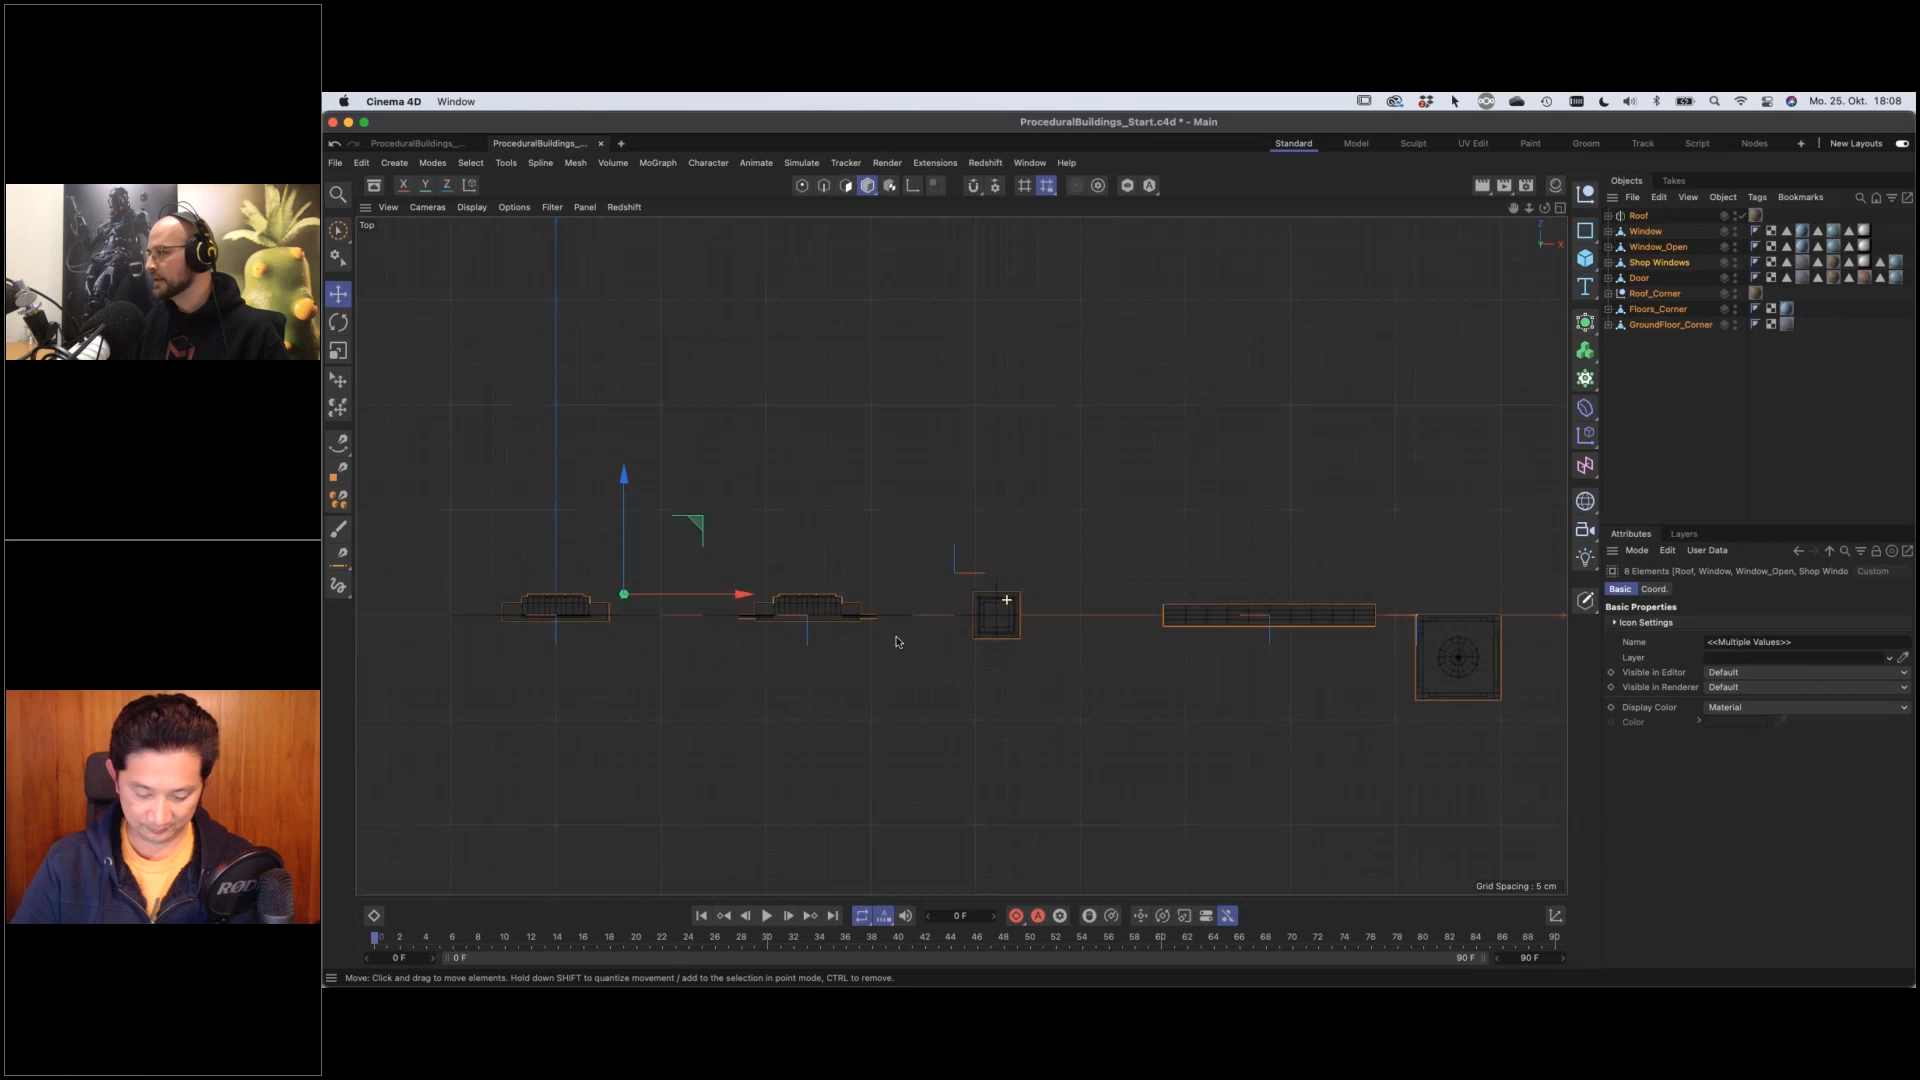 Cinema 4D Window
Mo. 25. Okt. 18:08
ProceduralBuildings_Start.c4d * - Main
ProceduralBuildings_... ProceduralBuildings_... × +
Standard Model Sculpt UV Edit Paint Groom Track Script Nodes + New Layouts
File Edit Create Modes Select Tools Spline Mesh Volume MoGraph Character Animate Simulate Tracker Render Extensions Redshift Window Help
X Y Z
View Cameras Display Options Filter Panel Redshift
Top
Z
Y X
Grid Spacing : 5 cm
Objects Takes
File Edit View Object Tags Bookmarks
Roof
Window
Window_Open
Shop Windows
Door
Roof_Corner
Floors_Corner
GroundFloor_Corner
Attributes Layers
Mode Edit User Data
8 Elements [Roof, Window, Window_Open, Shop Windo Custom
Basic Coord.
Basic Properties
Icon Settings
Name <<Multiple Values>>
Layer
Visible in Editor Default
Visible in Renderer Default
Display Color Material
Color
RØDE
0 F
0 2 4 6 8 10 12 14 16 18 20 22 24 26 28 30 32 34 36 38 40 42 44 46 48 50 52 54 56 58 60 62 64 66 68 70 72 74 76 78 80 82 84 86 88 90
0 F 0 F 90 F 90 F
Move: Click and drag to move elements. Hold down SHIFT to quantize movement / add to the selection in point mode, CTRL to remove.